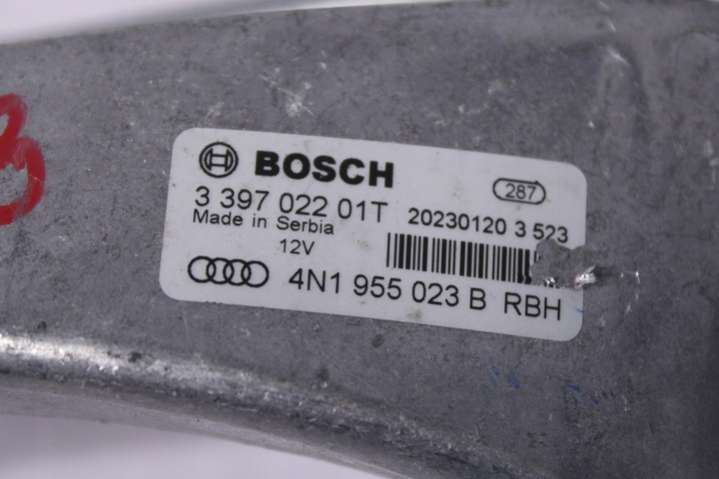 BOSCH
287
3 397 022 01T
20230120 3 523
Made in Serbia
12V
4N1 955 023 B RBH